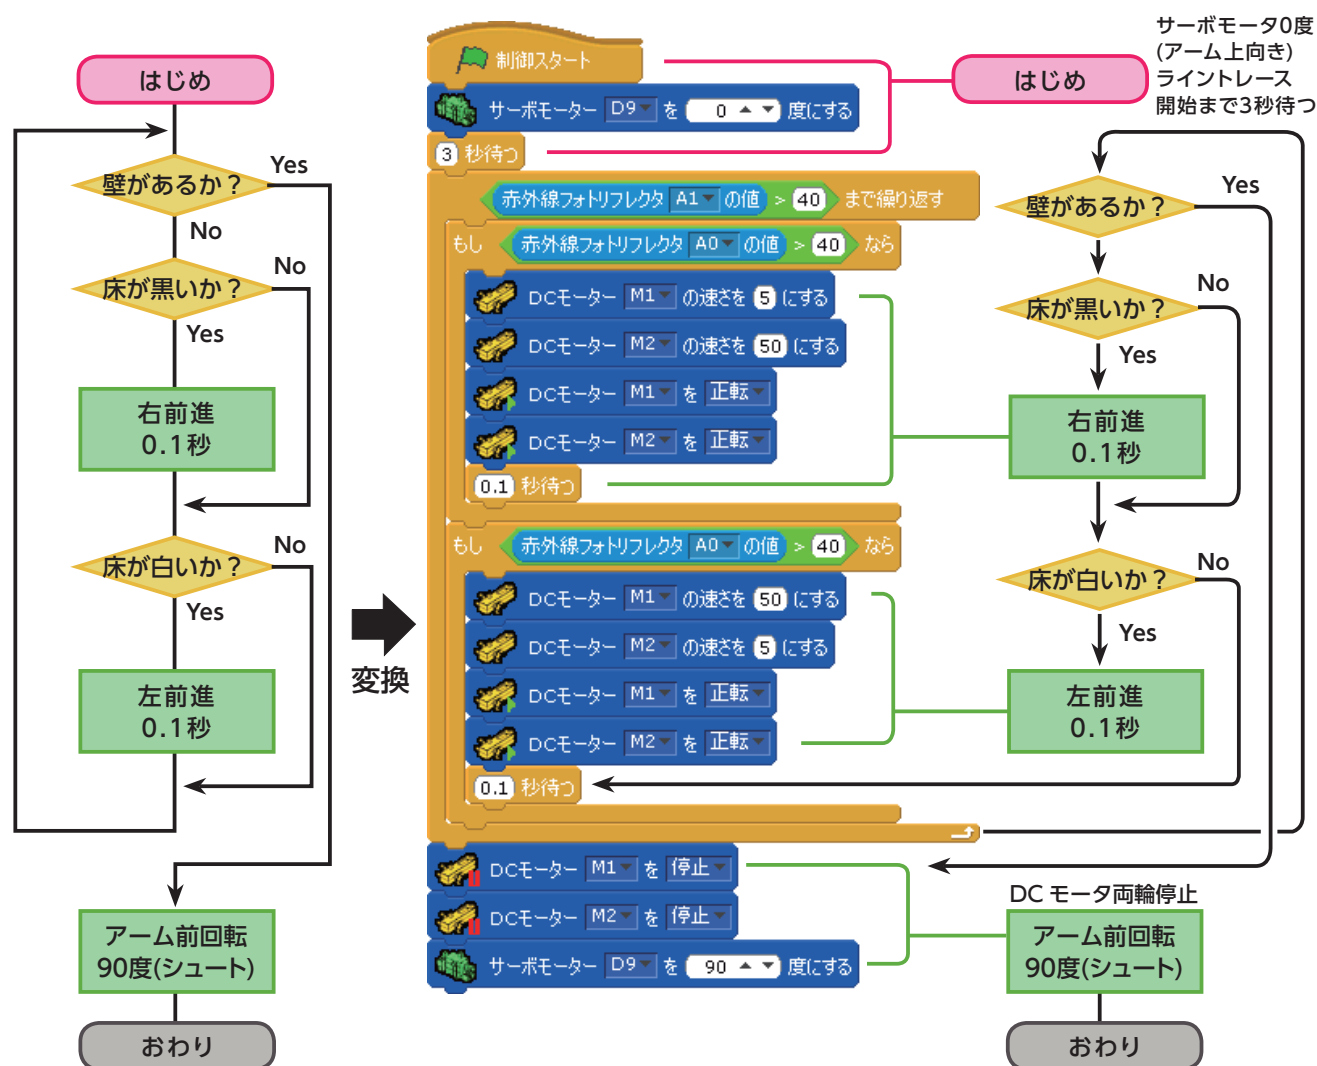 はじめ
壁があるか？
Yes
No
床が黒いか？
No
Yes
右前進
0.1秒
床が白いか？
No
Yes
左前進
0.1秒
アーム前回転
90度(シュート)
おわり
変換
制御スタート
サーボモーター D9 を 0 度にする
3 秒待つ
赤外線フォトリフレクタ A1 の値 > 40 まで繰り返す
もし 赤外線フォトリフレクタ A0 の値 > 40 なら
DCモーター M1 の速さを 5 にする
DCモーター M2 の速さを 50 にする
DCモーター M1 を 正転
DCモーター M2 を 正転
0.1 秒待つ
もし 赤外線フォトリフレクタ A0 の値 > 40 なら
DCモーター M1 の速さを 50 にする
DCモーター M2 の速さを 5 にする
DCモーター M1 を 正転
DCモーター M2 を 正転
0.1 秒待つ
DCモーター M1 を 停止
DCモーター M2 を 停止
サーボモーター D9 を 90 度にする
はじめ
サーボモータ0度
(アーム上向き)
ライントレース
開始まで3秒待つ
壁があるか？
Yes
床が黒いか？
No
Yes
右前進
0.1秒
床が白いか？
No
Yes
左前進
0.1秒
DC モータ両輪停止
アーム前回転
90度(シュート)
おわり